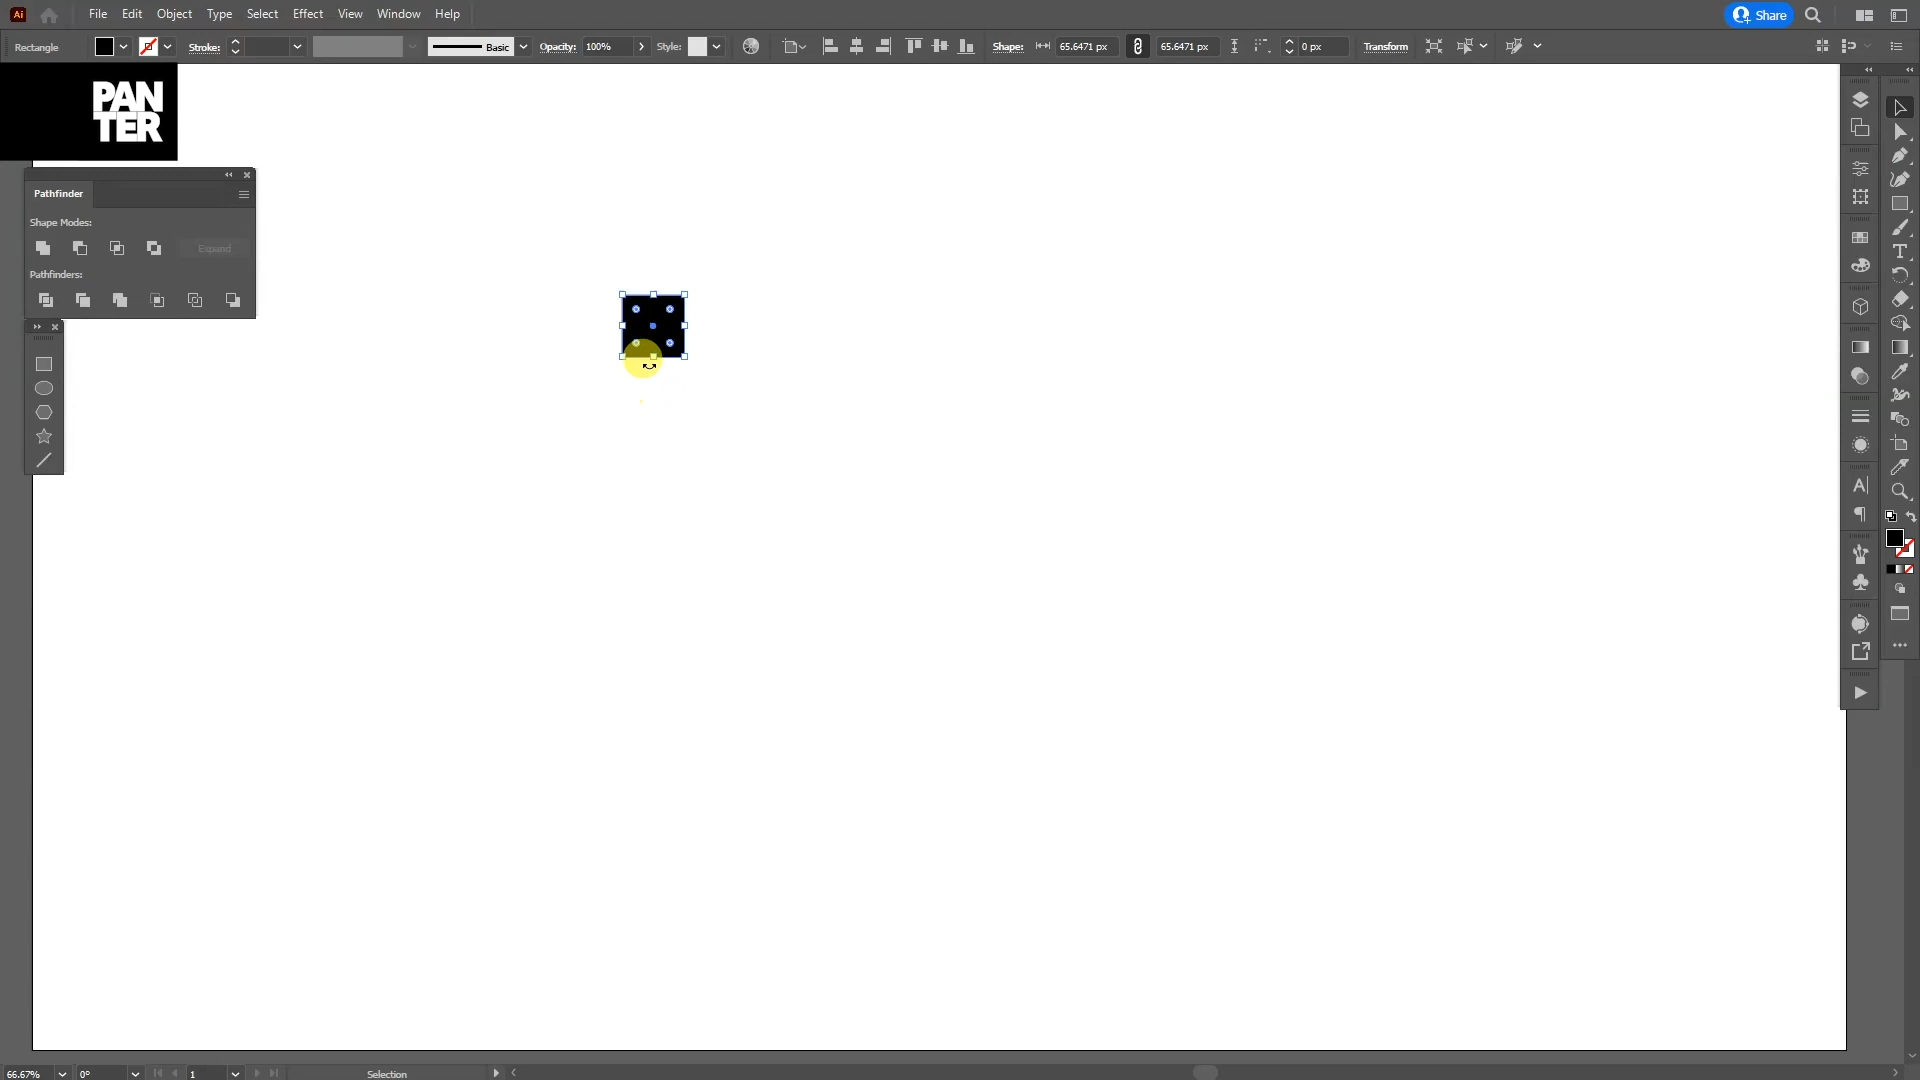 Ai File Edit Object Type Select Effect View Window Help Share
Rectangle Stroke: Basic Opacity: 100% Style: Shape: 65.6471 px 65.6471 px 0 px Transform
PAN
TER
Pathfinder
Shape Modes:
Expand
Pathfinders:
66.67% 0° 1 Selection